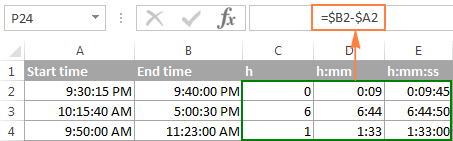 P24 fx =$B2-$A2
A B C D E
1 Start time End time h h:mm h:mm:ss
2 9:30:15 PM 9:40:00 PM 0 0:09 0:09:45
3 10:15:40 AM 5:00:30 PM 6 6:44 6:44:50
4 9:50:00 AM 11:23:00 AM 1 1:33 1:33:00